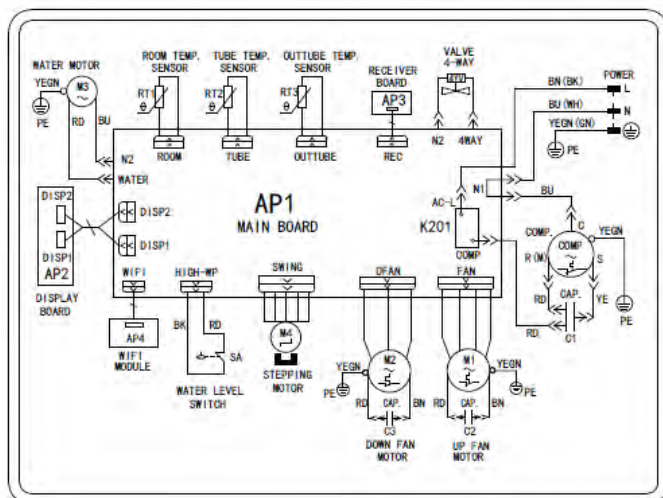 ROOM TEMP. SENSOR
TUBE TEMP. SENSOR
OUTTUBE TEMP. SENSOR
VALVE 4-WAY
WATER MOTOR
RECEIVER BOARD
POWER
YEGN
M3
RT1
θ
RT2
θ
RT3
θ
AP3
4YV
BN(BK)
L
BU(WH)
N
YEGN(GN)
PE
PE
RD
BU
N2
ROOM
TUBE
OUTTUBE
REC
N2
4WAY
N1
WATER
BU
DISP2
DISP2
AP1
MAIN BOARD
AC-L
K201
DISP1
DISP1
AP2
DISPLAY BOARD
COMP
COMP.
R(M)
C
COMP
S
YEGN
WIFI
HIGH-WP
SWING
DFAN
FAN
RD
CAP.
YE
C1
PE
RD
AP4
WIFI MODULE
BK
RD
SA
WATER LEVEL SWITCH
M4
STEPPING MOTOR
YEGN
PE
M2
RD
CAP.
BN
C3
DOWN FAN MOTOR
M1
YEGN
PE
RD
CAP.
BN
C2
UP FAN MOTOR